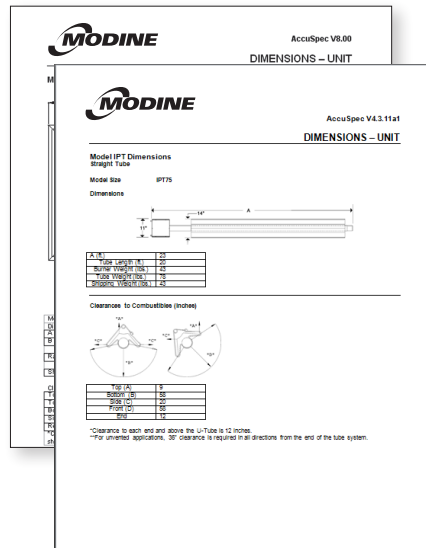 MODINE
AccuSpec V8.00
DIMENSIONS – UNIT
M
MODINE
AccuSpec V4.3.11a1
DIMENSIONS – UNIT
Model IPT Dimensions
Straight Tube
Model Size IPT75
Dimensions
A
14"
11"
A (ft.) 23
Tube Length (ft.) 20
Burner Weight (lbs.) 43
Tube Weight (lbs.) 78
Shipping Weight (lbs.) 43
Clearances to Combustibles (inches)
"A"
"A"
"C"
"C"
"C"
"B"
"D"
Top (A) 9
Bottom (B) 58
Side (C) 20
Front (D) 58
End 12
*Clearance to each end and above the U-Tube is 12 inches.
**For unvented applications, 36" clearance is required in all directions from the end of the tube system.